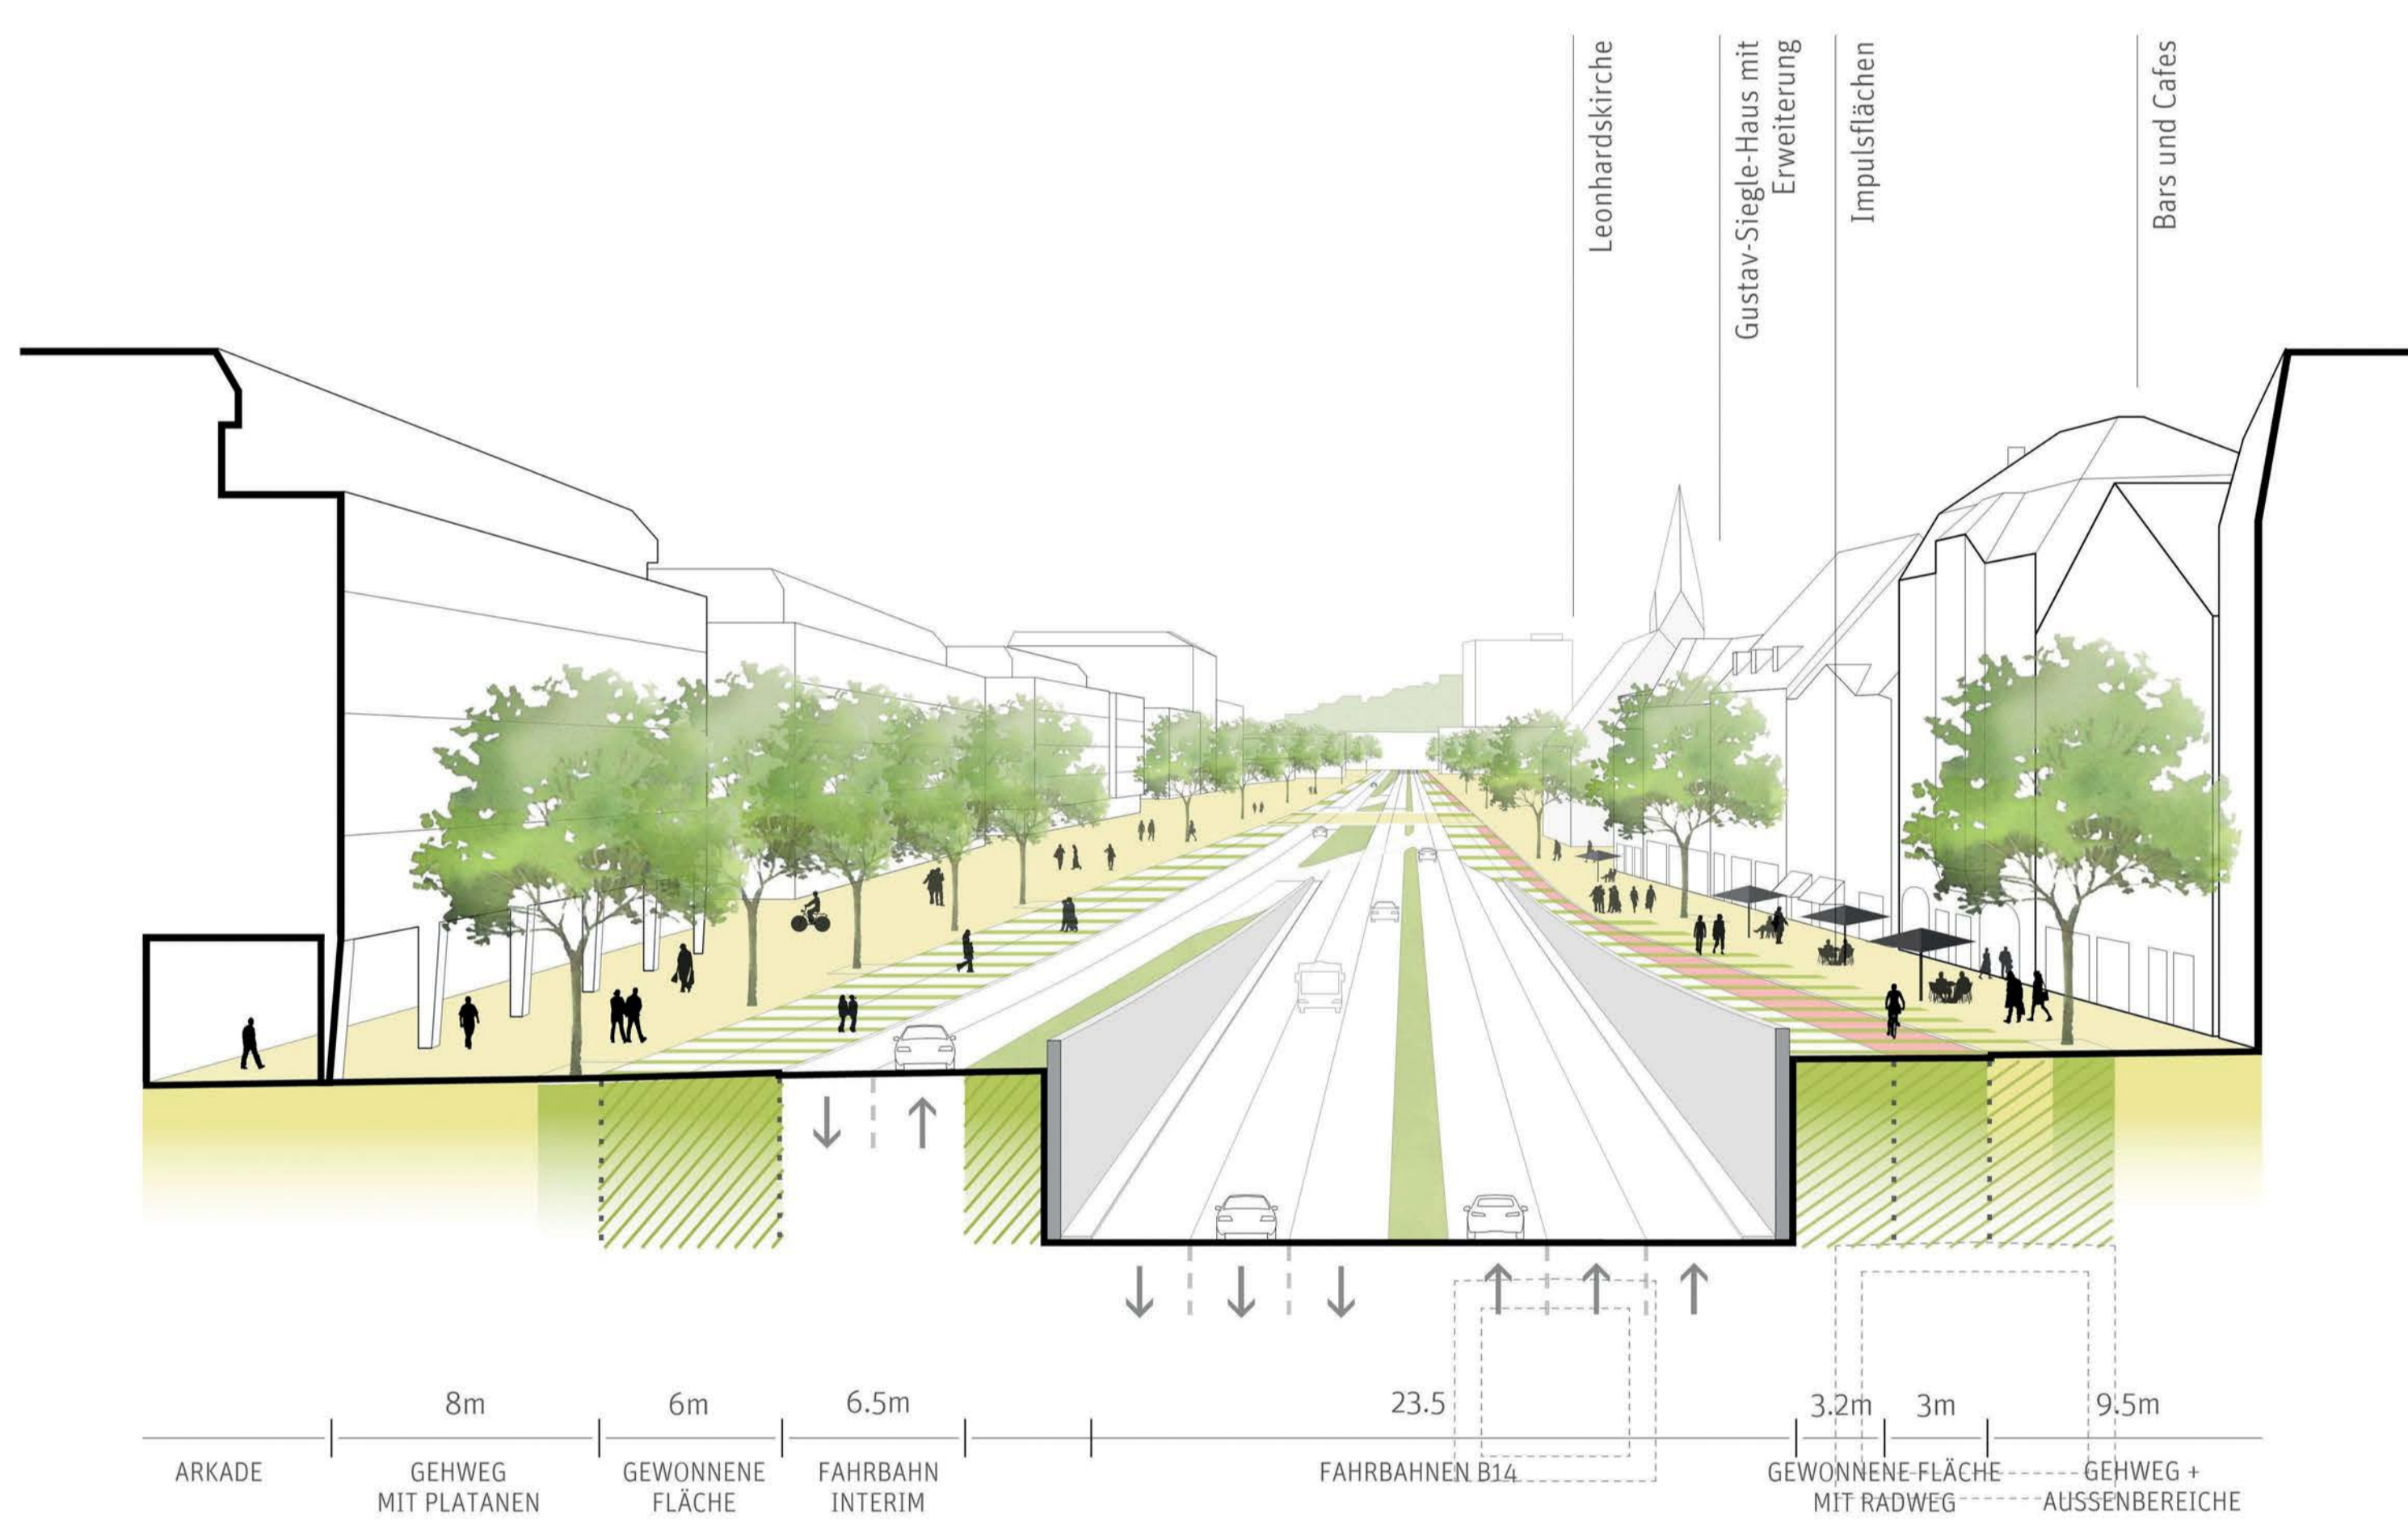 Leonhardskirche
Gustav-Siegle-Haus mit
Erweiterung
Impulsflächen
Bars und Cafes
8m
6m
6.5m
23.5
3.2m
3m
9.5m
ARKADE
GEHWEG
MIT PLATANEN
GEWONNENE
FLÄCHE
FAHRBAHN
INTERIM
FAHRBAHNEN B14
GEWONNENE FLÄCHE
MIT RADWEG
GEHWEG +
AUSSENBEREICHE